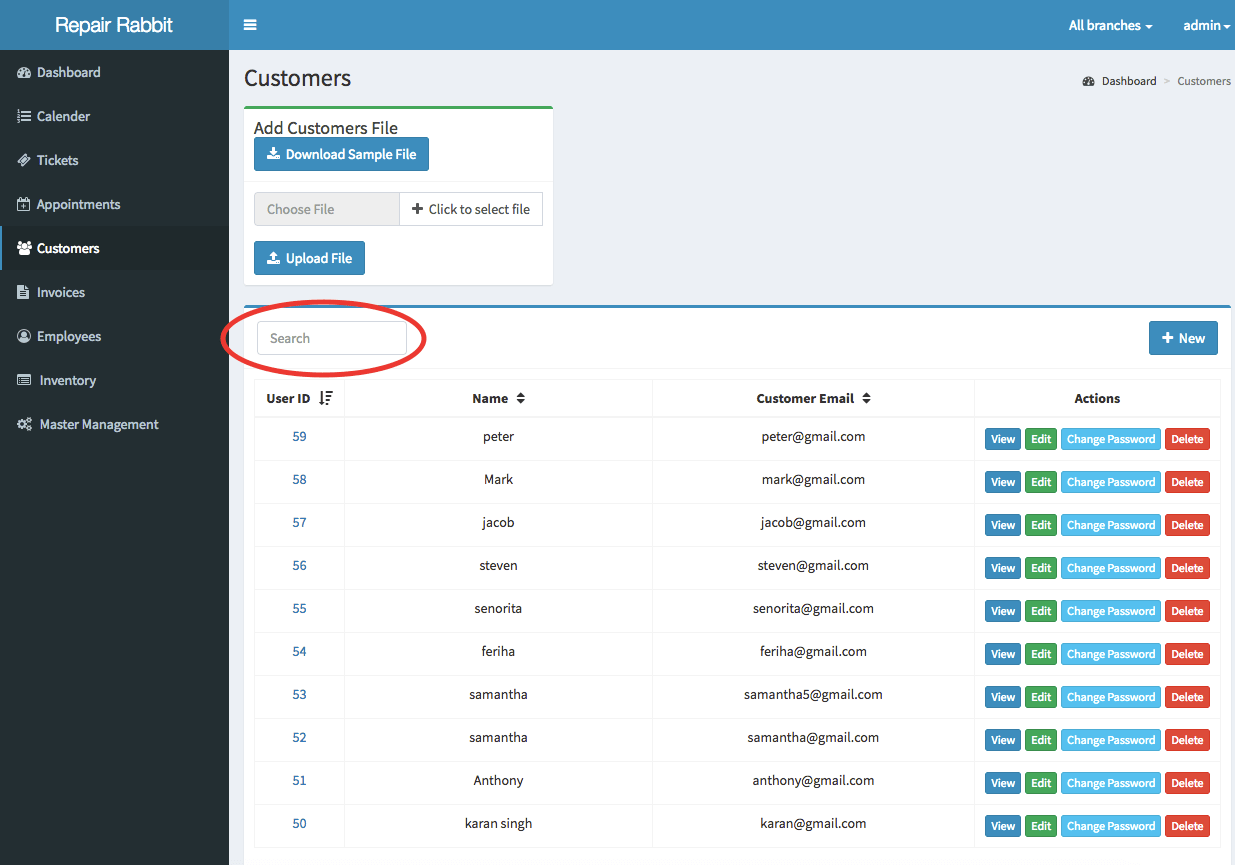 Repair Rabbit
All branches
admin
Dashboard
Calender
Tickets
Appointments
Customers
Invoices
Employees
Inventory
Master Management
Customers
Dashboard > Customers
Add Customers File
Download Sample File
Choose File
Click to select file
Upload File
Search
New
User ID Name Customer Email Actions
59 peter peter@gmail.com View Edit Change Password Delete
58 Mark mark@gmail.com View Edit Change Password Delete
57 jacob jacob@gmail.com View Edit Change Password Delete
56 steven steven@gmail.com View Edit Change Password Delete
55 senorita senorita@gmail.com View Edit Change Password Delete
54 feriha feriha@gmail.com View Edit Change Password Delete
53 samantha samantha5@gmail.com View Edit Change Password Delete
52 samantha samantha@gmail.com View Edit Change Password Delete
51 Anthony anthony@gmail.com View Edit Change Password Delete
50 karan singh karan@gmail.com View Edit Change Password Delete